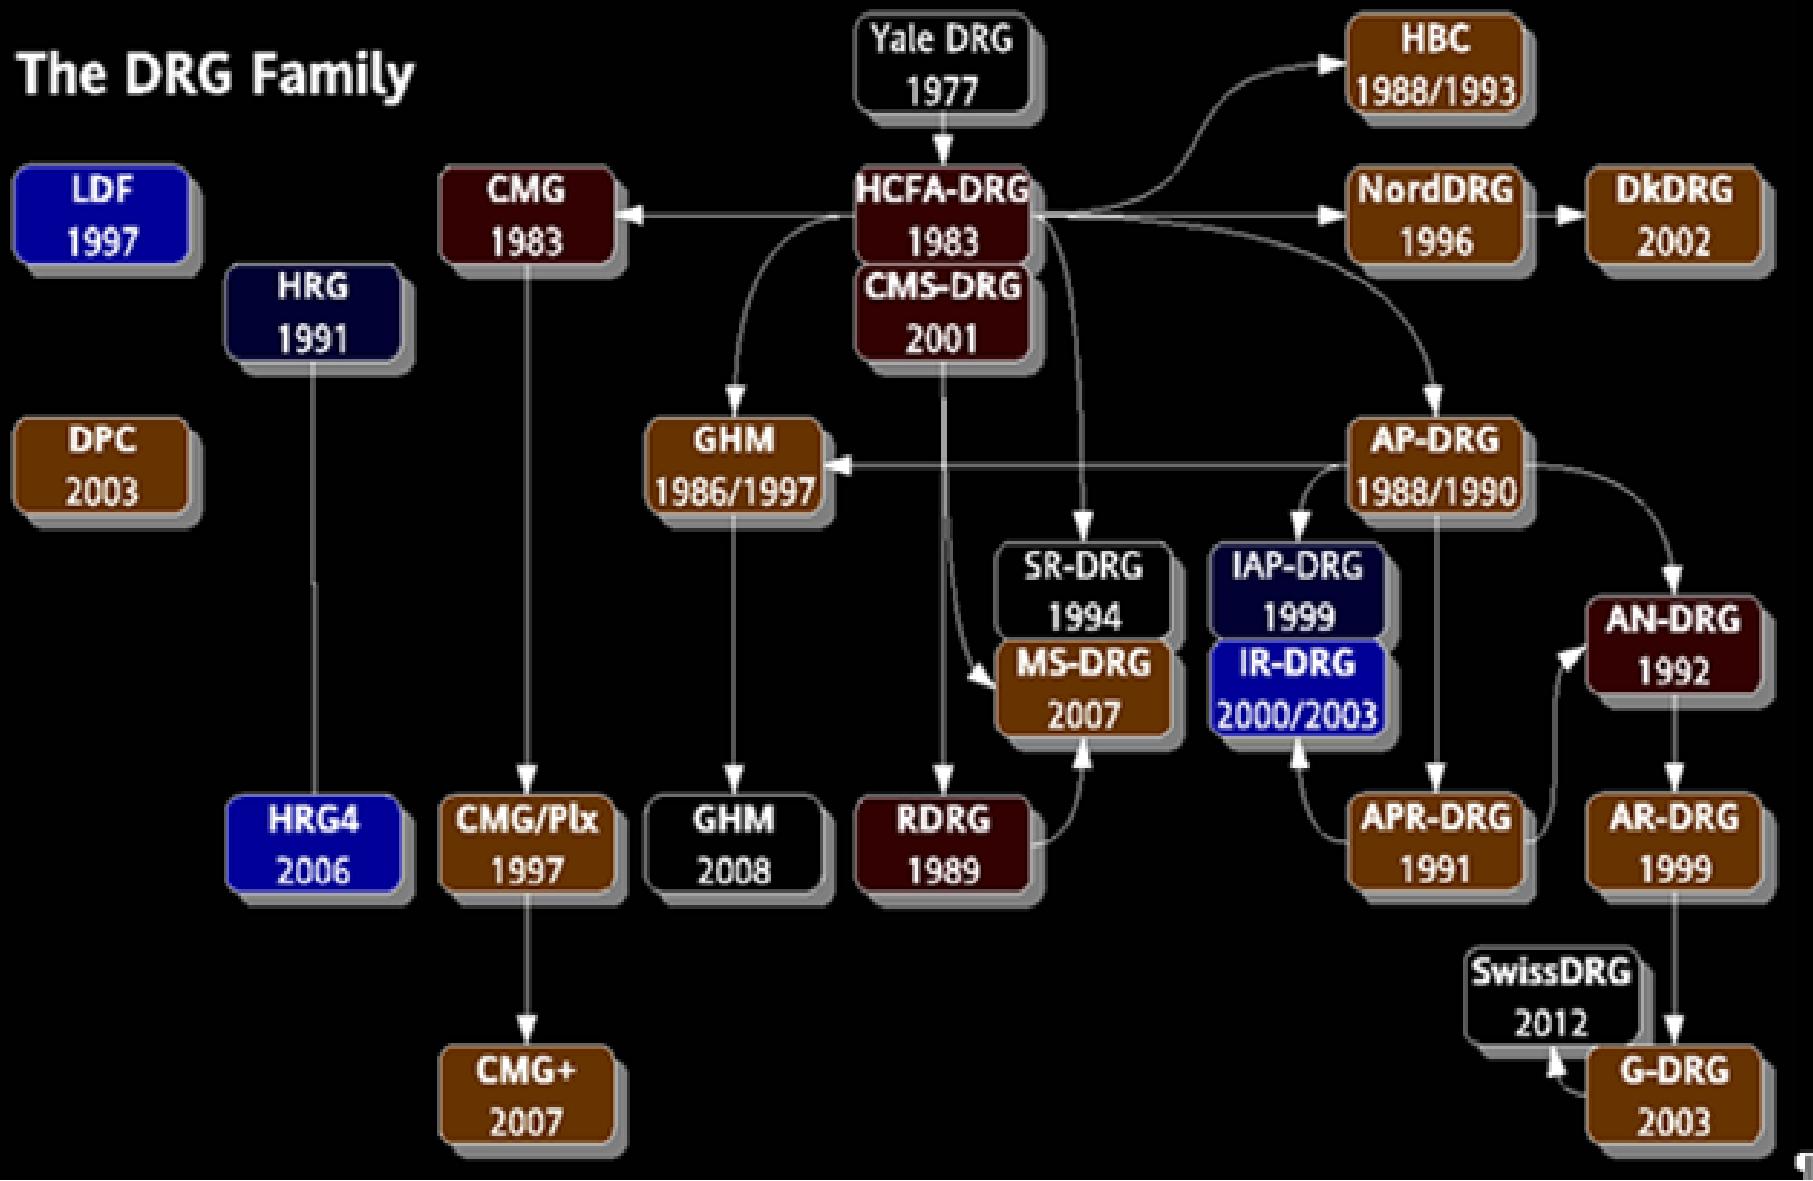 The DRG Family
Yale DRG
1977
HBC
1988/1993
LDF
1997
CMG
1983
HCFA-DRG
1983
NordDRG
1996
DkDRG
2002
HRG
1991
CMS-DRG
2001
DPC
2003
GHM
1986/1997
AP-DRG
1988/1990
SR-DRG
1994
IAP-DRG
1999
AN-DRG
1992
MS-DRG
2007
IR-DRG
2000/2003
HRG4
2006
CMG/Plx
1997
GHM
2008
RDRG
1989
APR-DRG
1991
AR-DRG
1999
SwissDRG
2012
CMG+
2007
G-DRG
2003